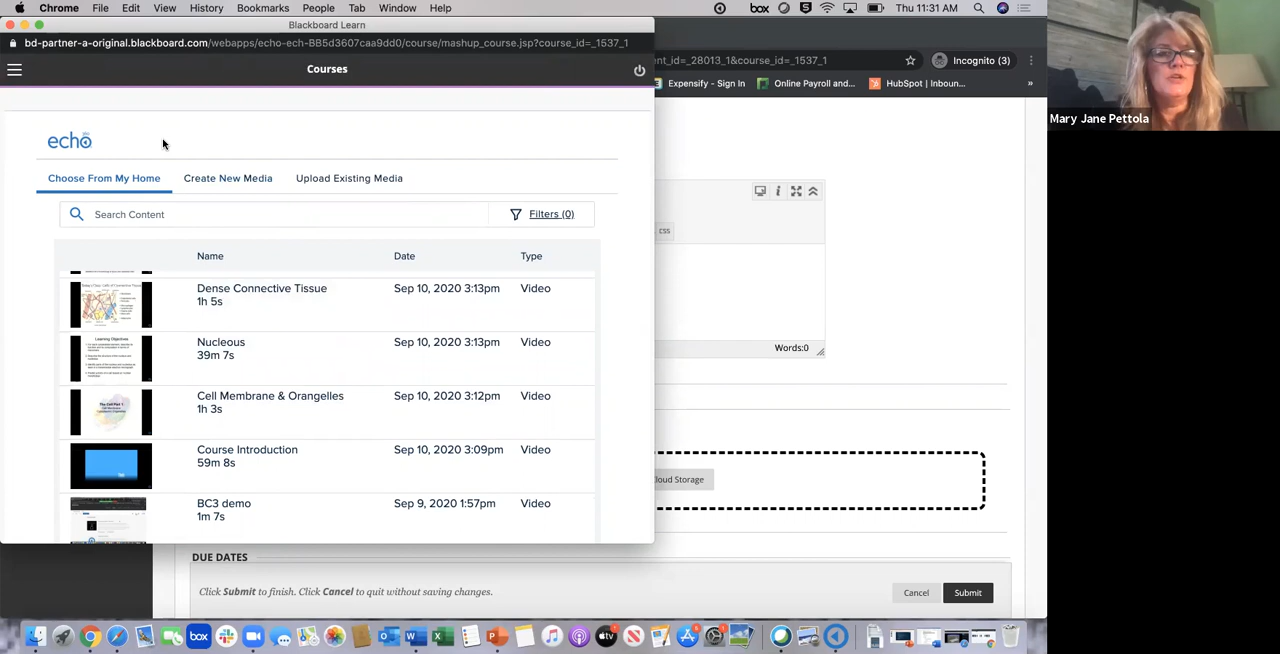 Chrome File Edit View History Bookmarks People Tab Window Help box Thu 11:31 AM
Blackboard Learn
bd-partner-a-original.blackboard.com/webapps/echo-ech-BB5d3607caa9dd0/course/mashup_course.jsp?course_id=_1537_1
nt_id=_28013_1&course_id=_1537_1 Incognito (3)
Courses
Expensify - Sign In Online Payroll and... HubSpot (Inboun... »
Mary Jane Pettola
echo
Choose From My Home Create New Media Upload Existing Media
Search Content Filters (0)
css
Name Date Type
Dense Connective Tissue Sep 10, 2020 3:13pm Video
1h 5s
Nucleous Sep 10, 2020 3:13pm Video
39m 7s
Words:0
Cell Membrane & Orangelles Sep 10, 2020 3:12pm Video
1h 3s
Course Introduction Sep 10, 2020 3:09pm Video
59m 8s
loud Storage
BC3 demo Sep 9, 2020 1:57pm Video
1m 7s
DUE DATES
Click Submit to finish. Click Cancel to quit without saving changes. Cancel Submit
box